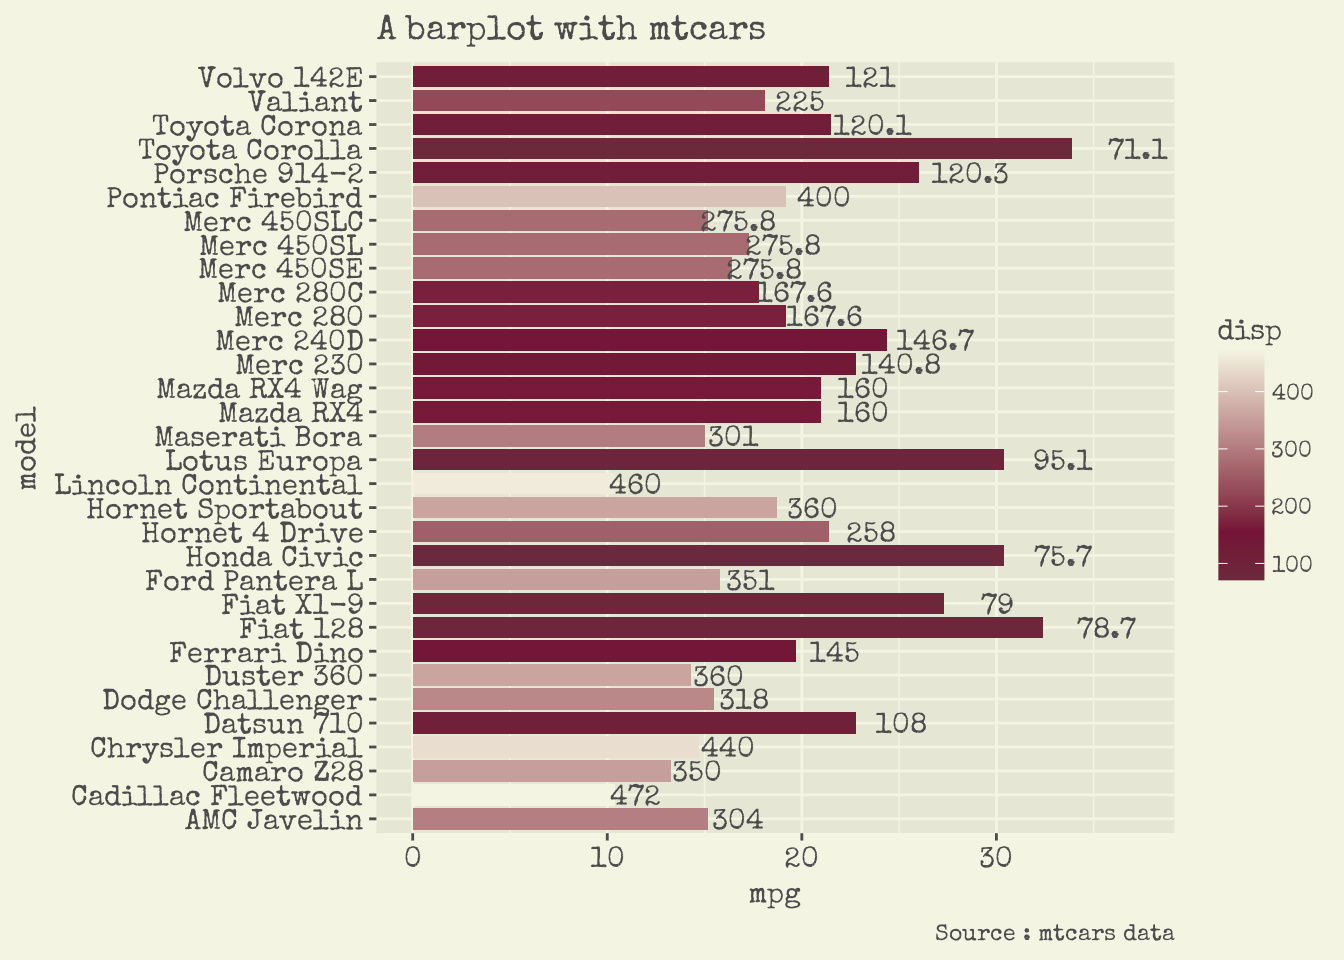 A barplot with mtcars
Volvo 142E 121
Valiant 225
Toyota Corona 120.1
Toyota Corolla 71.1
Porsche 914-2 120.3
Pontiac Firebird 400
Merc 450SLC 275.8
Merc 450SL 275.8
Merc 450SE 275.8
Merc 280C 167.6
Merc 280 167.6
Merc 240D 146.7
Merc 230 140.8
Mazda RX4 Wag 160
Mazda RX4 160
Maserati Bora 301
Lotus Europa 95.1
Lincoln Continental 460
Hornet Sportabout 360
Hornet 4 Drive 258
Honda Civic 75.7
Ford Pantera L 351
Fiat X1-9 79
Fiat 128 78.7
Ferrari Dino 145
Duster 360 360
Dodge Challenger 318
Datsun 710 108
Chrysler Imperial 440
Camaro Z28 350
Cadillac Fleetwood 472
AMC Javelin 304
model
0 10 20 30
mpg
disp
400
300
200
100
Source : mtcars data